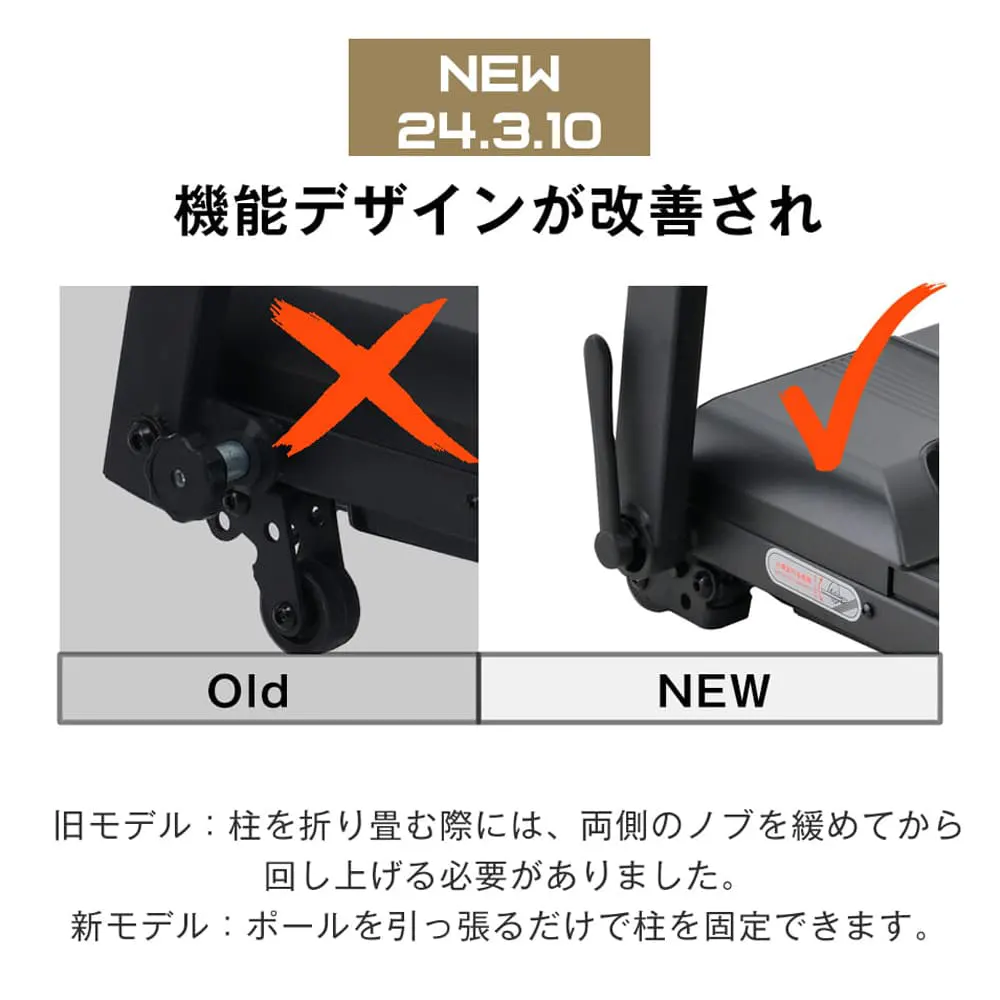 NEW
24.3.10
機能デザインが改善され
Old
NEW
旧モデル：柱を折り畳む際には、両側のノブを緩めてから
回し上げる必要がありました。
新モデル：ポールを引っ張るだけで柱を固定できます。